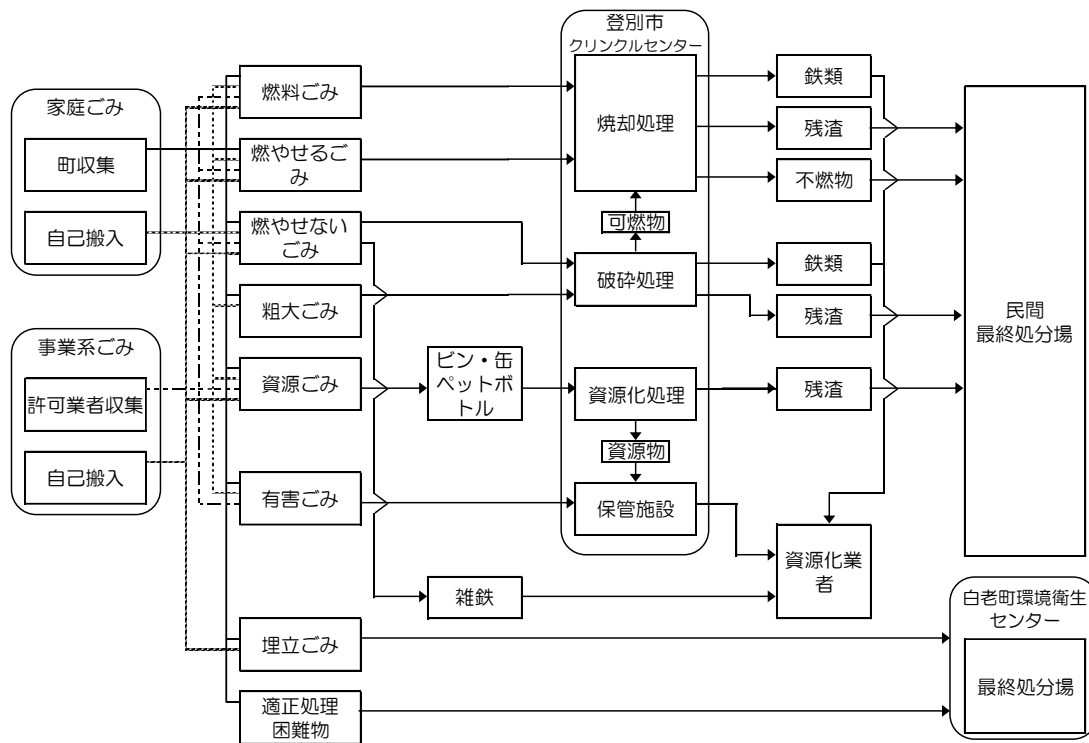 家庭ごみ
町収集
自己搬入
事業系ごみ
許可業者収集
自己搬入
燃料ごみ
燃やせるご
み
燃やせない
ごみ
粗大ごみ
資源ごみ
有害ごみ
埋立ごみ
適正処理
困難物
ビン・缶
ペットボ
トル
雑鉄
登別市
クリンクルセンター
焼却処理
可燃物
破砕処理
資源化処理
資源物
保管施設
鉄類
残渣
不燃物
鉄類
残渣
残渣
資源化業
者
民間
最終処分場
白老町環境衛生
センター
最終処分場